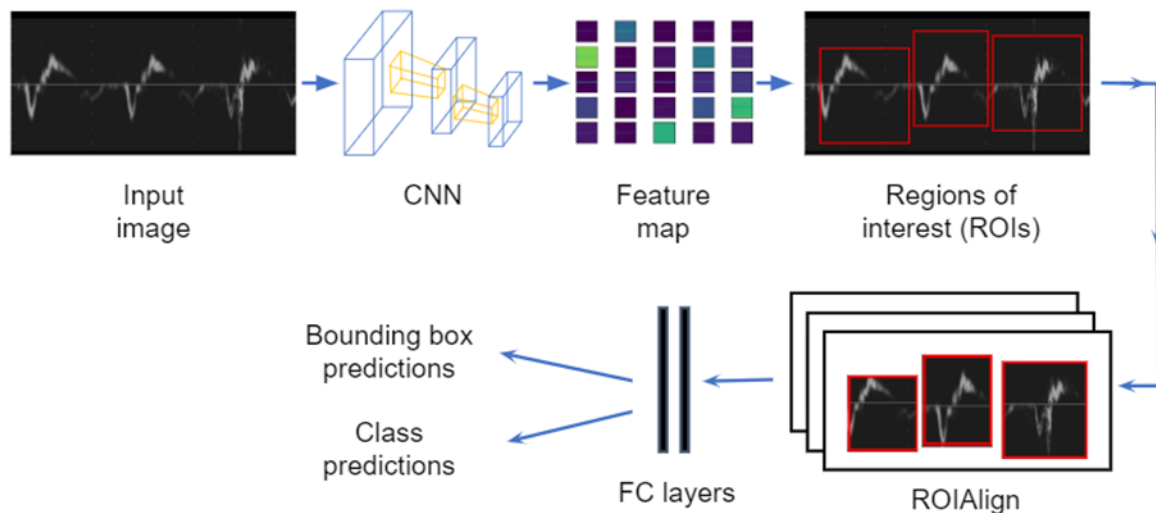 Input
image
CNN
Feature
map
Regions of
interest (ROIs)
Bounding box
predictions
Class
predictions
FC layers
ROIAlign